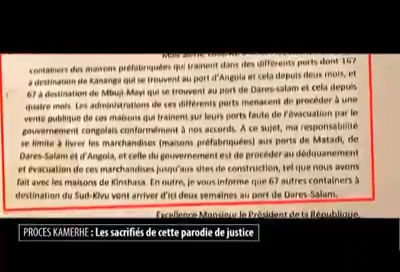 containers des maisons préfabriquées qui trainent dans des différents ports dont 167
à destination de Kananga qui se trouvent au port d'Angola et cela depuis deux mois, et
67 à destination de Mbuji-Mayi qui se trouvent au port de Dares-salam et cela depuis
quatre mois. Les administrations de ces différents ports menacent de procéder à une
vente publique de ces maisons qui trainent sur leurs ports faute de l'évacuation par le
gouvernement congolais conformément à nos accords. A ce sujet, ma responsabilité
se limite à livrer les marchandises (maisons préfabriquées) aux ports de Matadi, de
Dares-Salam et d'Angola, et celle du gouvernement est de procéder au dédouanement
et évacuation de ces marchandises jusqu'aux sites de construction, tel que nous avons
fait avec les maisons de Kinshasa. En outre, je vous informe que 67 autres containers à
destination du Sud-Kivu vont arriver ici deux semaines au port de Dares-Salam.
Excellence Monsieur le Président de la République,
PROCES KAMERHE : Les sacrifiés de cette parodie de justice